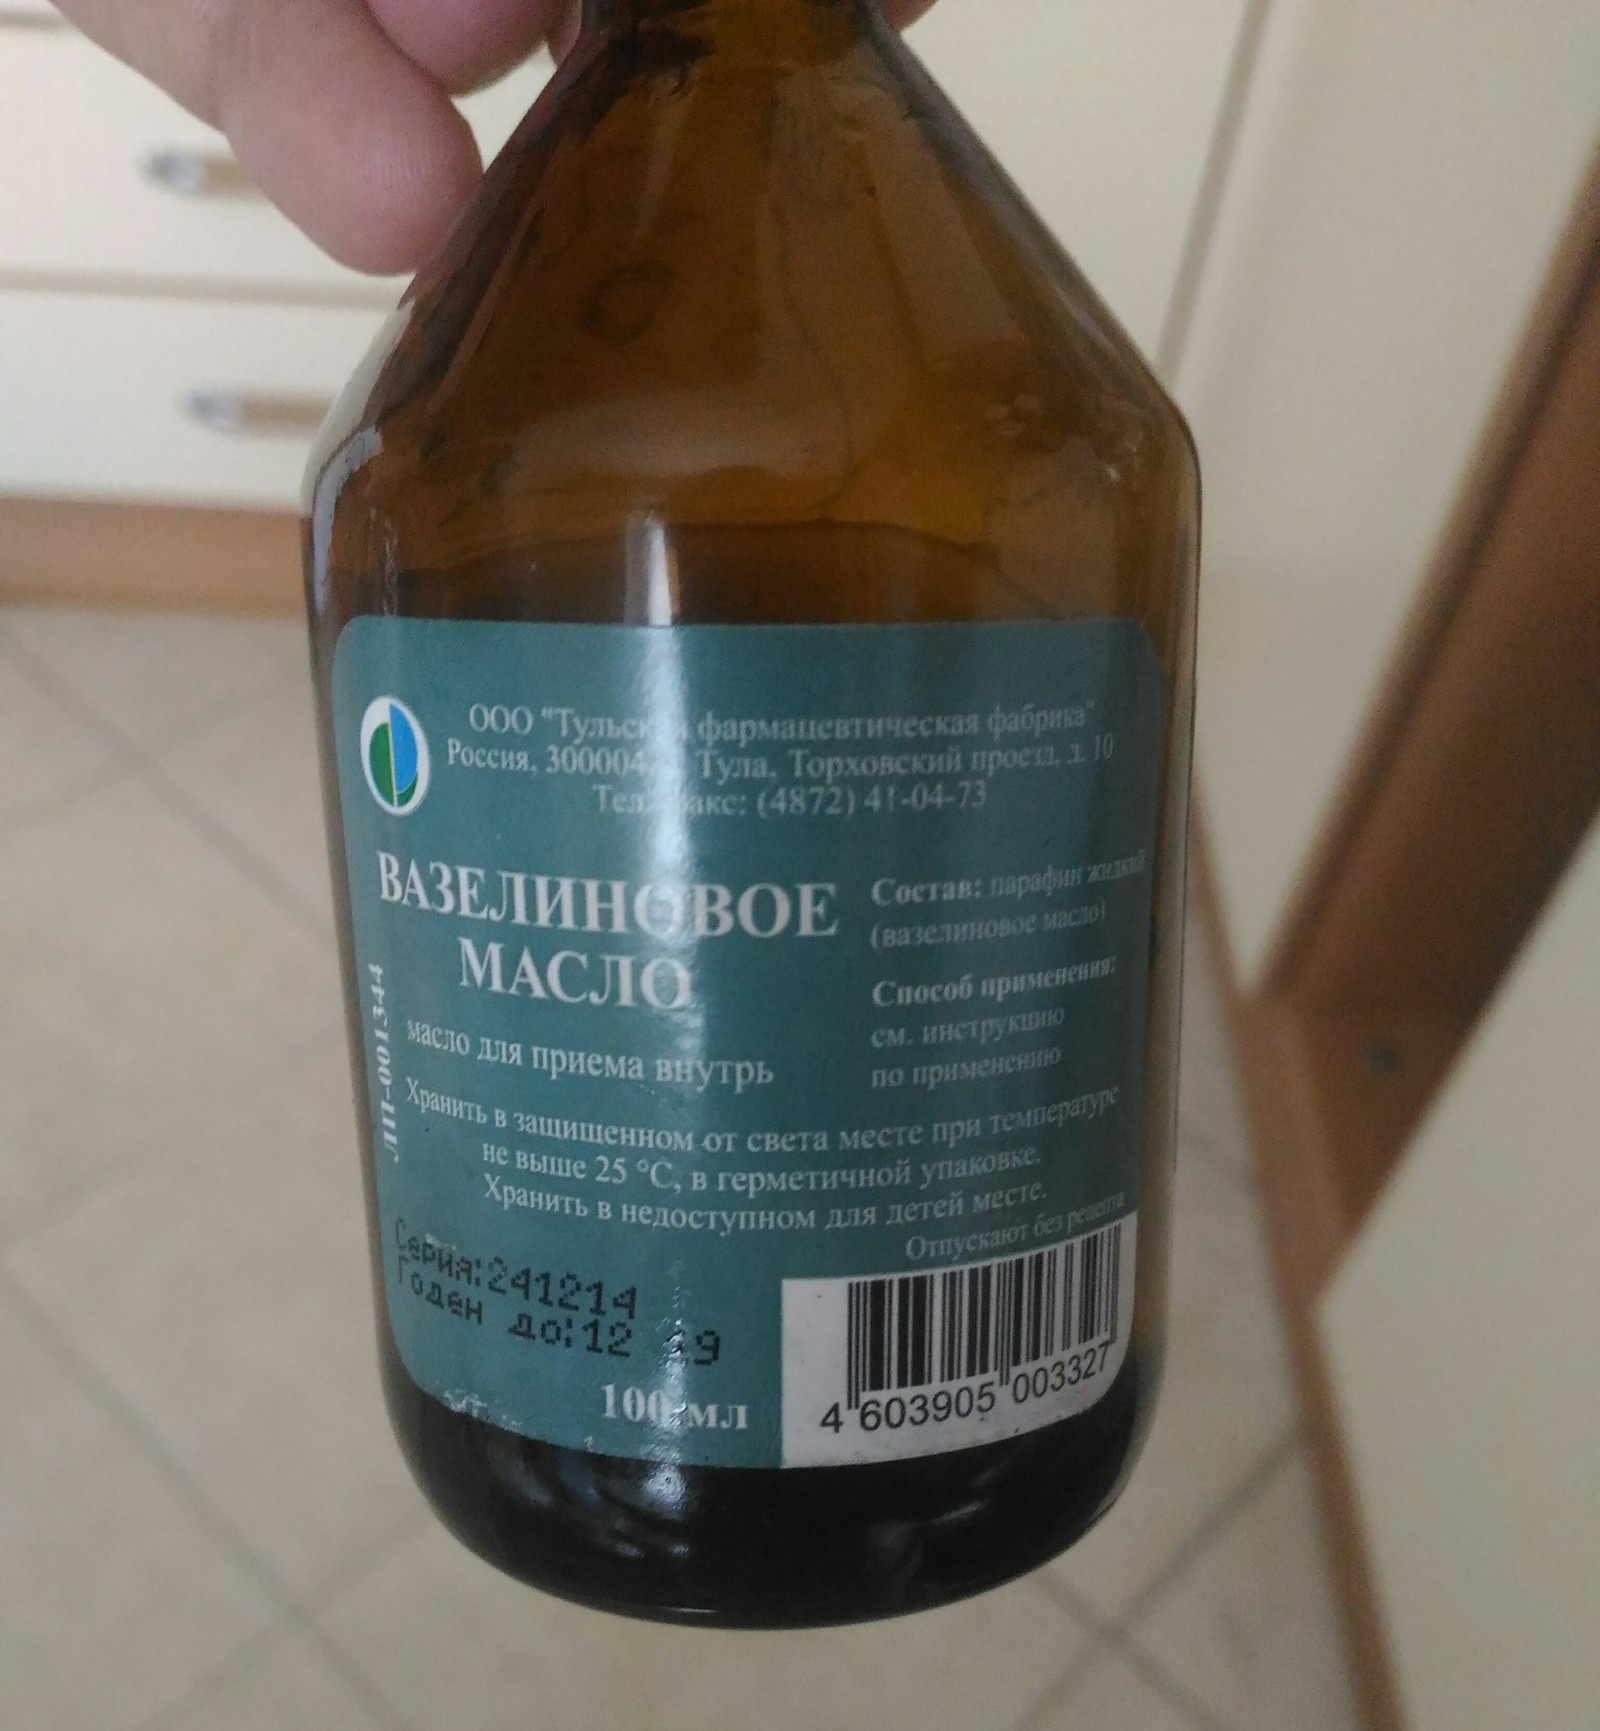 ООО "Тульская фармацевтическая фабрика"
Россия, 300004, Тула, Торховский проезд, д. 10
Тел./факс: (4872) 41-04-73
ВАЗЕЛИНОВОЕ
МАСЛО
масло для приема внутрь
Состав: парафин жидкий
(вазелиновое масло)
Способ применения:
см. инструкцию
по применению
ЛП-001344
Хранить в защищенном от света месте при температуре
не выше 25 °С, в герметичной упаковке.
Хранить в недоступном для детей месте.
Отпускают без рецепта
Серия:241214
Годен до:12
100 мл
4 603905 003327